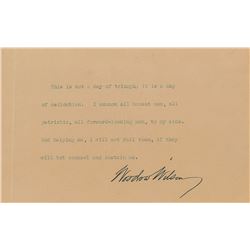 This is not a day of triumph, it is a day
of dedication. I summon all honest men, all
patriotic, all forward-looking men, to my side.
God helping me, I will not fail them, if they
will but counsel and sustain me.
Woodrow Wilson